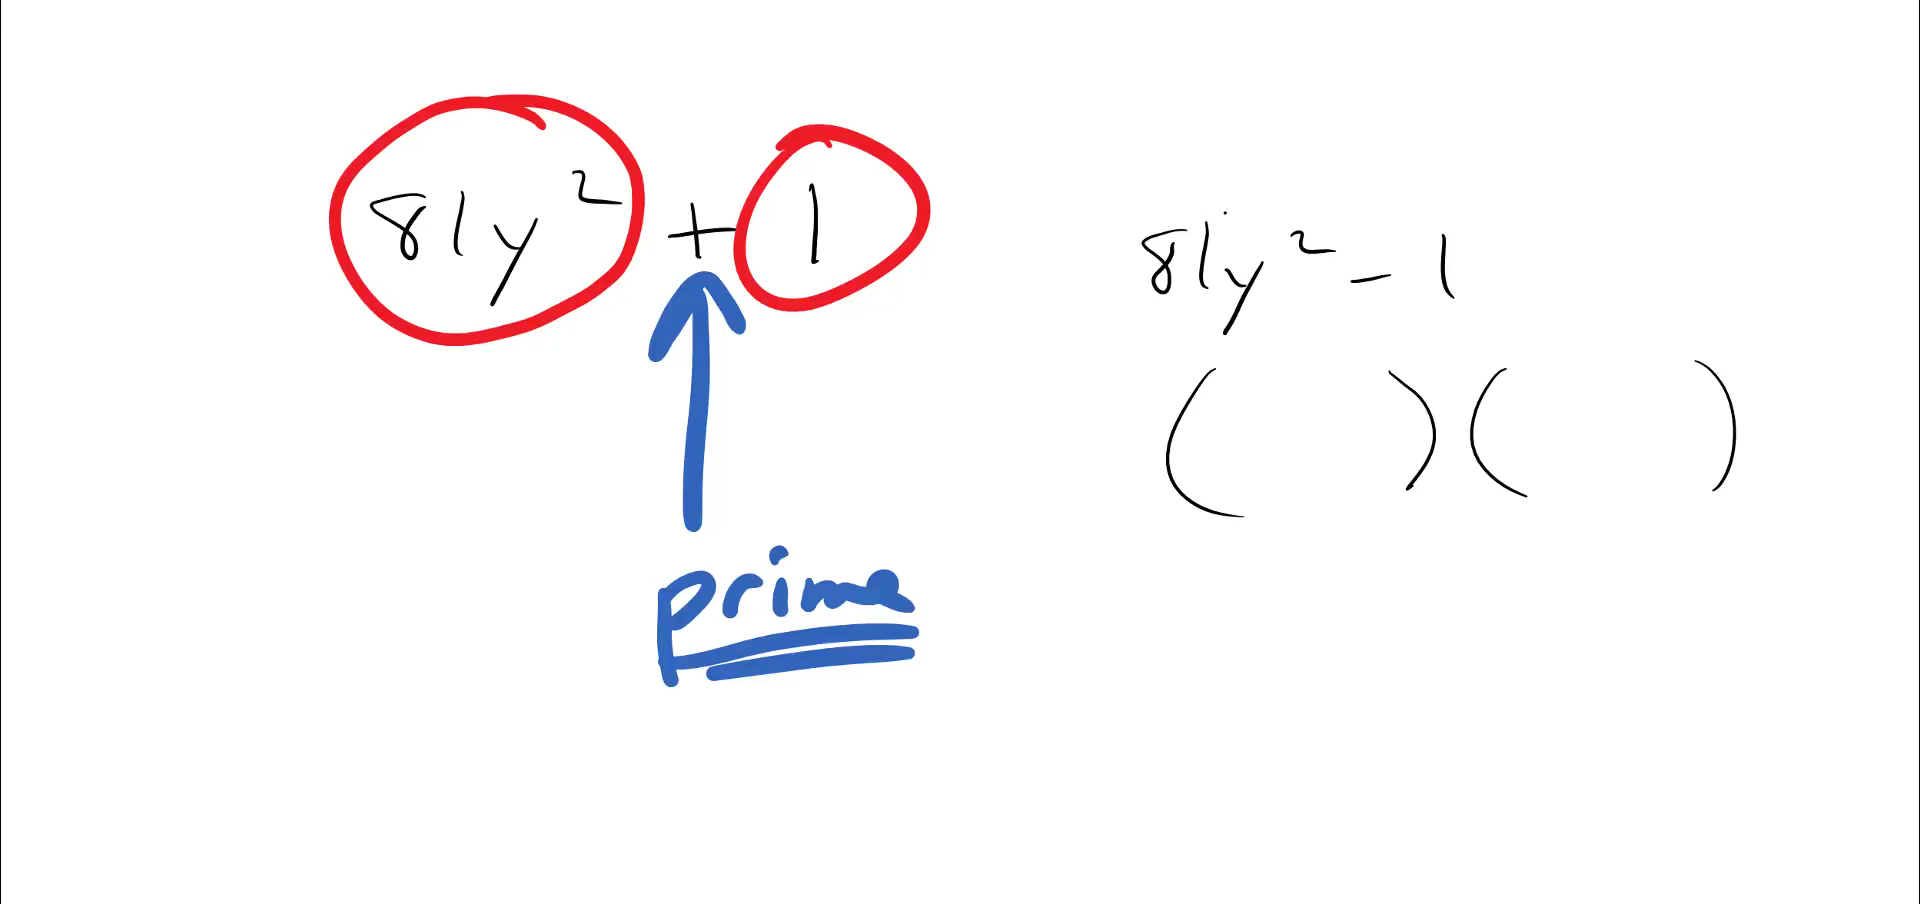 81y² + 1
prime
81y² - 1
(     )(     )